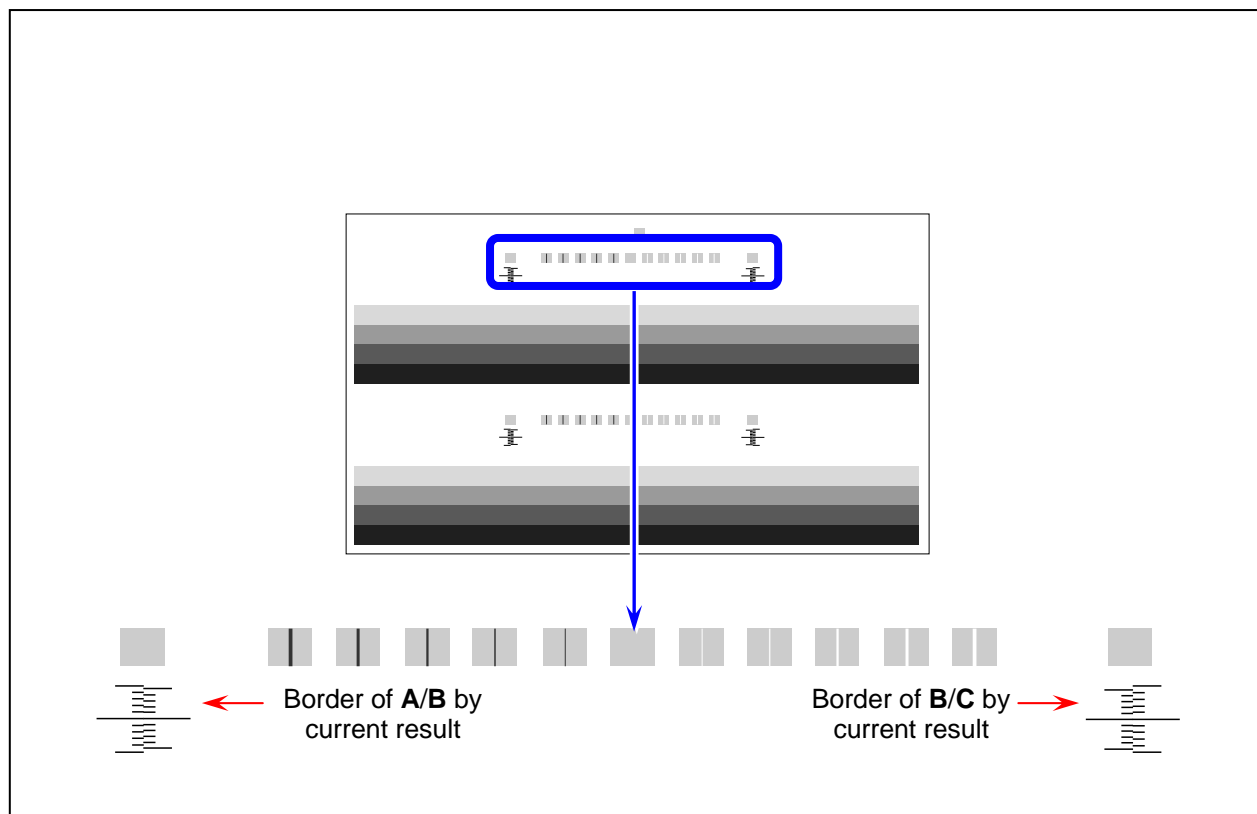 Border of A/B by
current result
Border of B/C by
current result